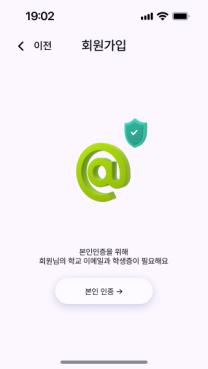 19:02
이전 회원가입
@
본인인증을 위해
회원님의 학교 이메일과 학생증이 필요해요
본인 인증 →